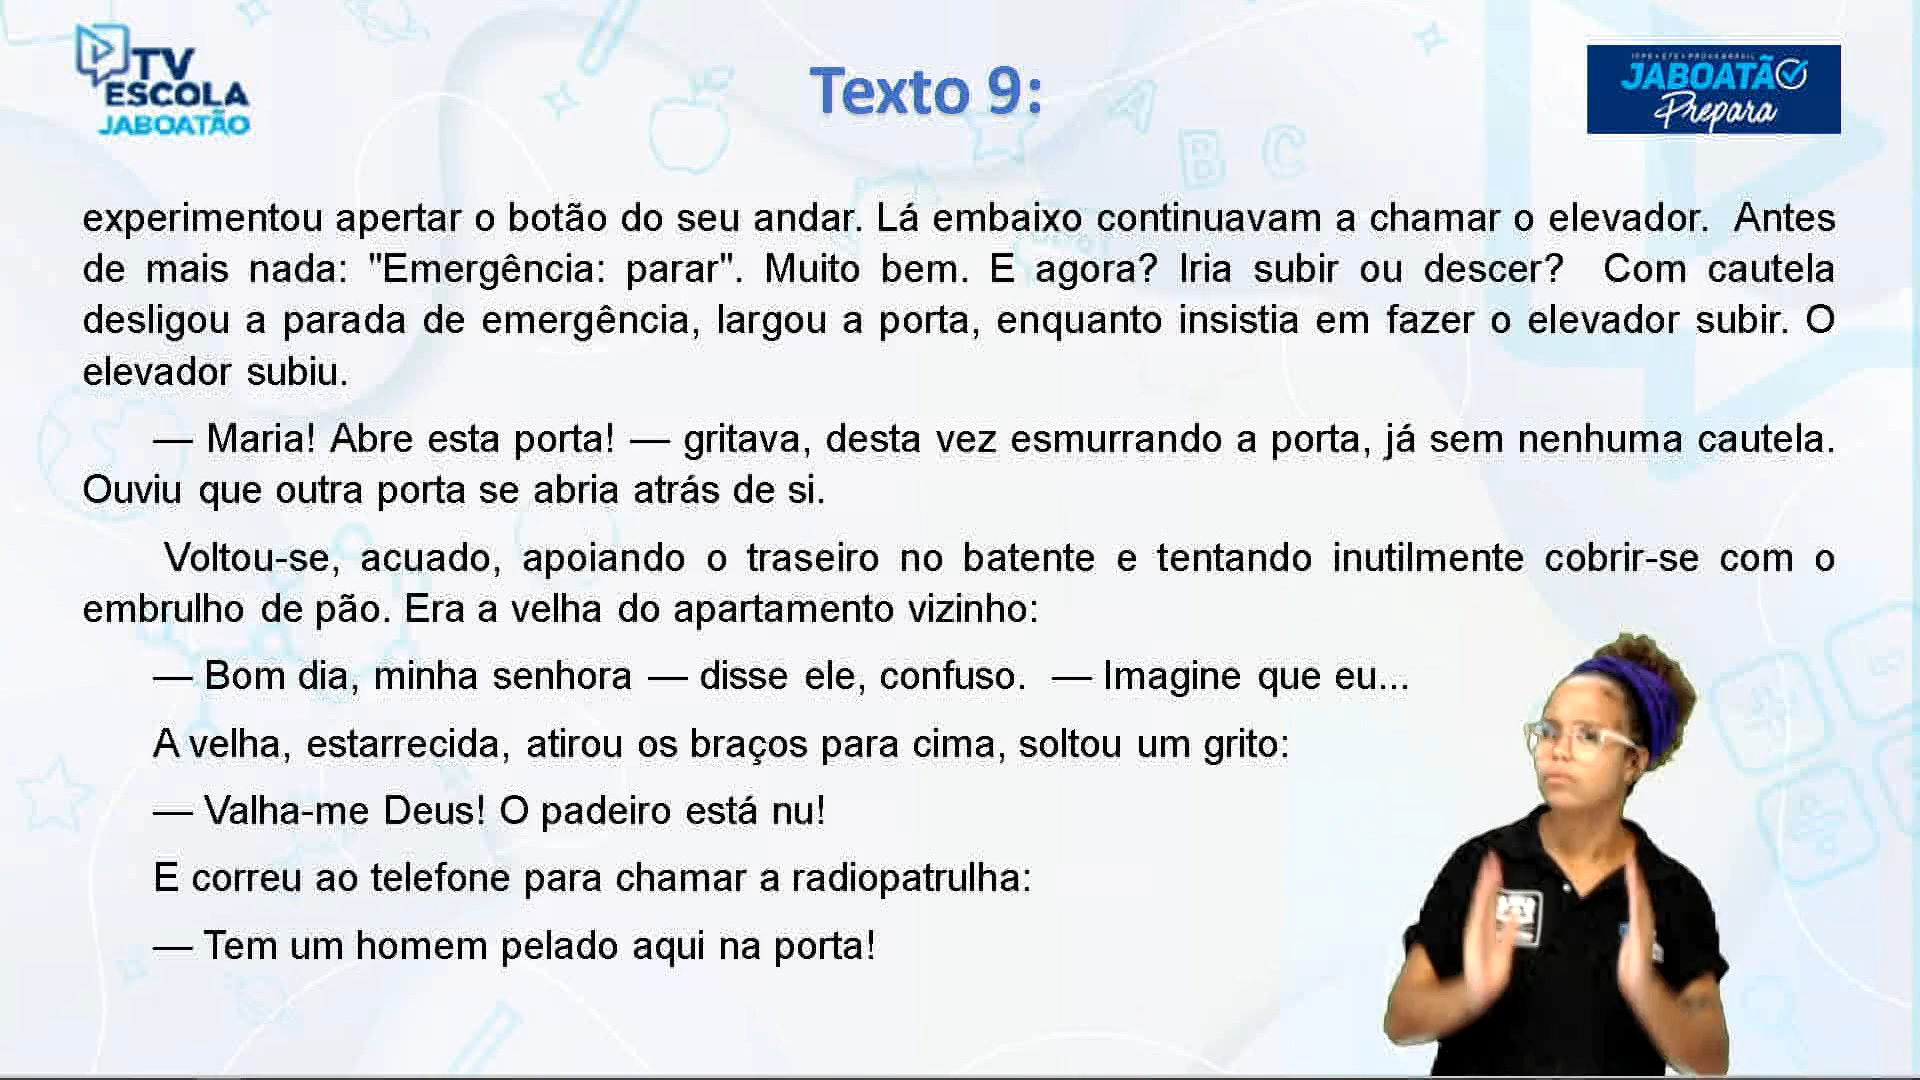 TV
ESCOLA
JABOATÃO
Texto 9:
JABOATÃO
Prepara
experimentou apertar o botão do seu andar. Lá embaixo continuavam a chamar o elevador. Antes
de mais nada: "Emergência: parar". Muito bem. E agora? Iria subir ou descer? Com cautela
desligou a parada de emergência, largou a porta, enquanto insistia em fazer o elevador subir. O
elevador subiu.
— Maria! Abre esta porta! — gritava, desta vez esmurrando a porta, já sem nenhuma cautela.
Ouviu que outra porta se abria atrás de si.
Voltou-se, acuado, apoiando o traseiro no batente e tentando inutilmente cobrir-se com o
embrulho de pão. Era a velha do apartamento vizinho:
— Bom dia, minha senhora — disse ele, confuso. — Imagine que eu...
A velha, estarrecida, atirou os braços para cima, soltou um grito:
— Valha-me Deus! O padeiro está nu!
E correu ao telefone para chamar a radiopatrulha:
— Tem um homem pelado aqui na porta!